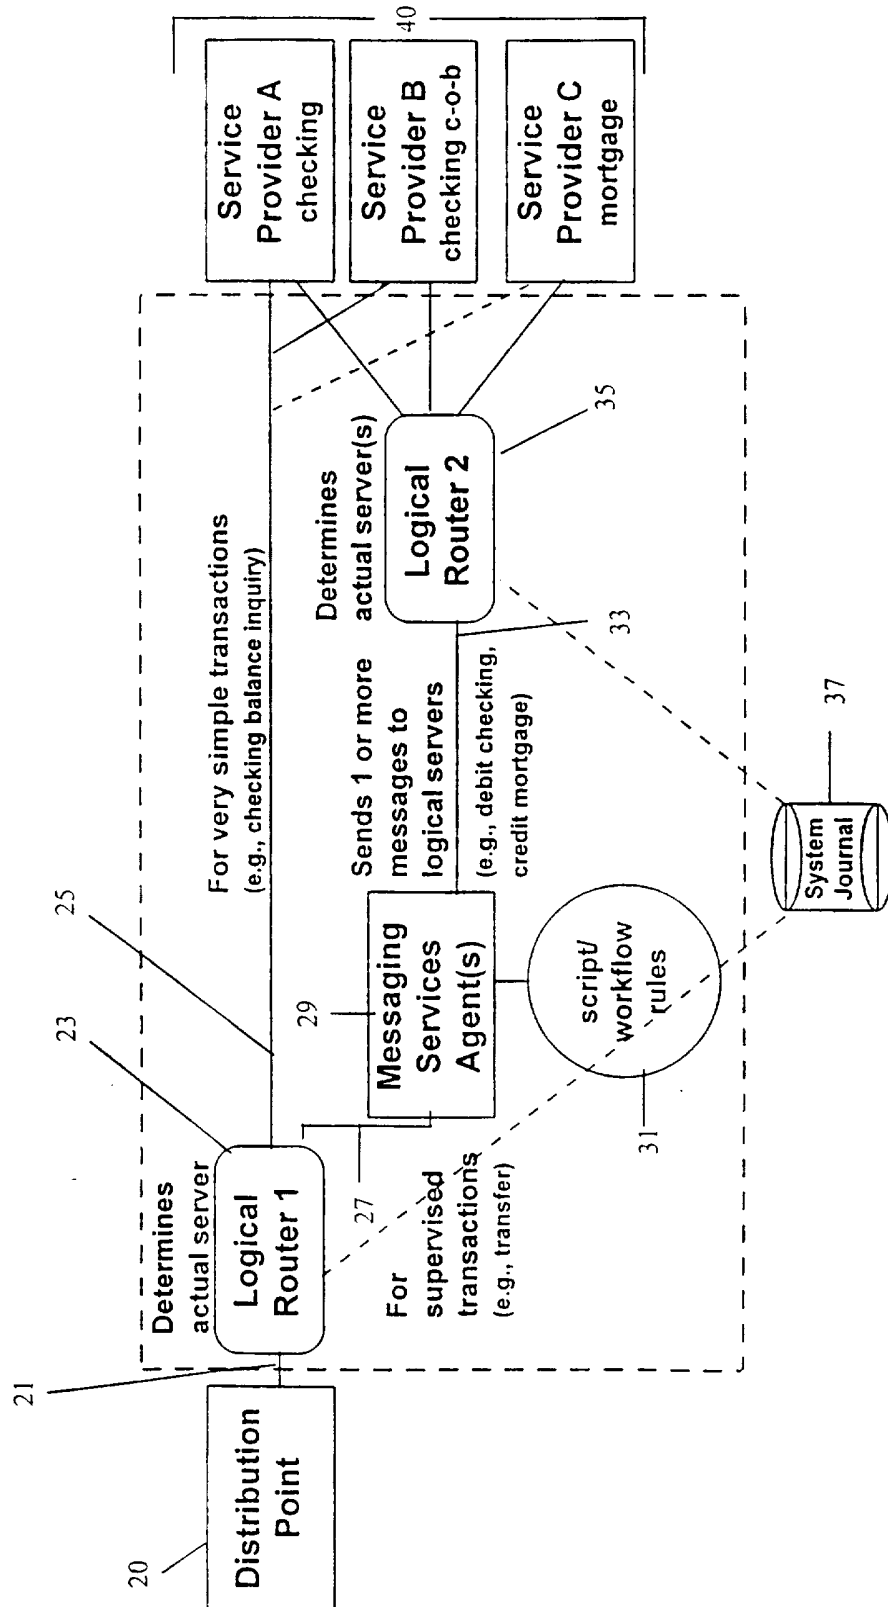 20
Distribution
Point
21
Determines
actual server
23
Logical
Router 1
25
For very simple transactions
(e.g., checking balance inquiry)
27
For
supervised
transactions
(e.g., transfer)
29
Messaging
Services
Agent(s)
31
script/
workflow
rules
Sends 1 or more
messages to
logical servers
(e.g., debit checking,
credit mortgage)
33
Determines
actual server(s)
Logical
Router 2
35
System
Journal
37
Service
Provider A
checking
Service
Provider B
checking c-o-b
Service
Provider C
mortgage
40